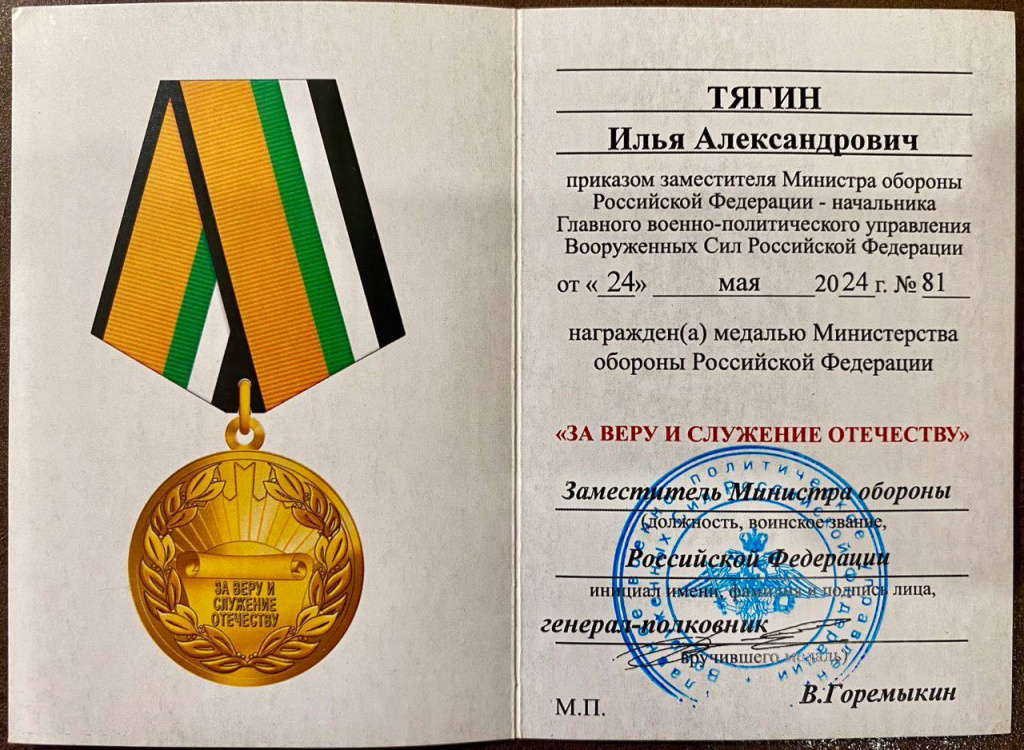 ЗА ВЕРУ И
СЛУЖЕНИЕ
ОТЕЧЕСТВУ
ТЯГИН
Илья Александрович
приказом заместителя Министра обороны
Российской Федерации - начальника
Главного военно-политического управления
Вооруженных Сил Российской Федерации
от «24» мая 2024 г. № 81
награжден(а) медалью Министерства
обороны Российской Федерации
«ЗА ВЕРУ И СЛУЖЕНИЕ ОТЕЧЕСТВУ»
Заместитель Министра обороны
(должность, воинское звание,
Российской Федерации
инициал имени, фамилия и подпись лица,
генерал-полковник
вручившего медаль)
В.Горемыкин
М.П.